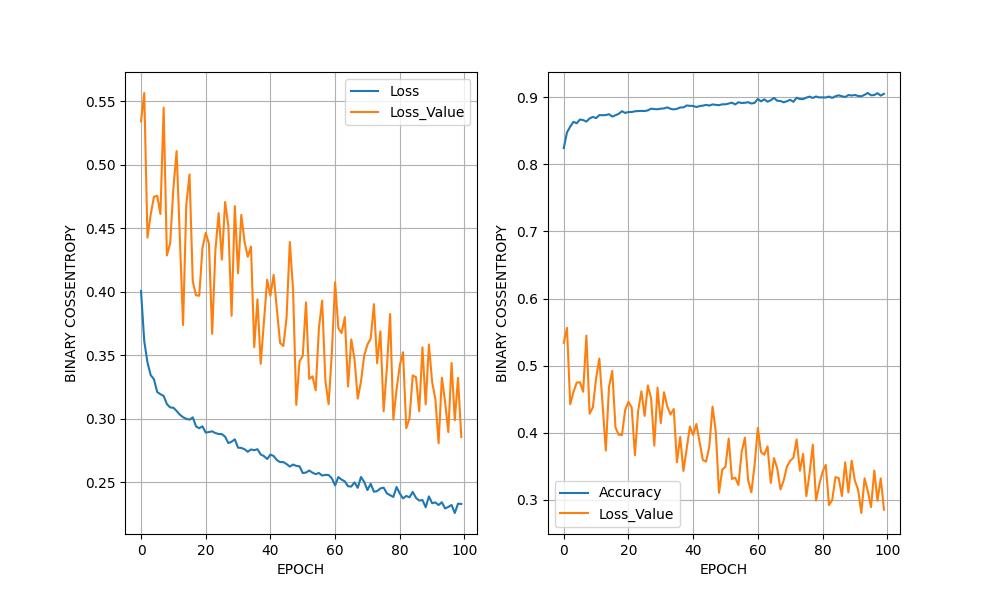 Loss
Loss_Value
0.55
0.50
0.45
0.40
0.35
0.30
0.25
BINARY COSSENTROPY
0 20 40 60 80 100
EPOCH
0.9
0.8
0.7
0.6
0.5
0.4
0.3
BINARY COSSENTROPY
Accuracy
Loss_Value
0 20 40 60 80 100
EPOCH